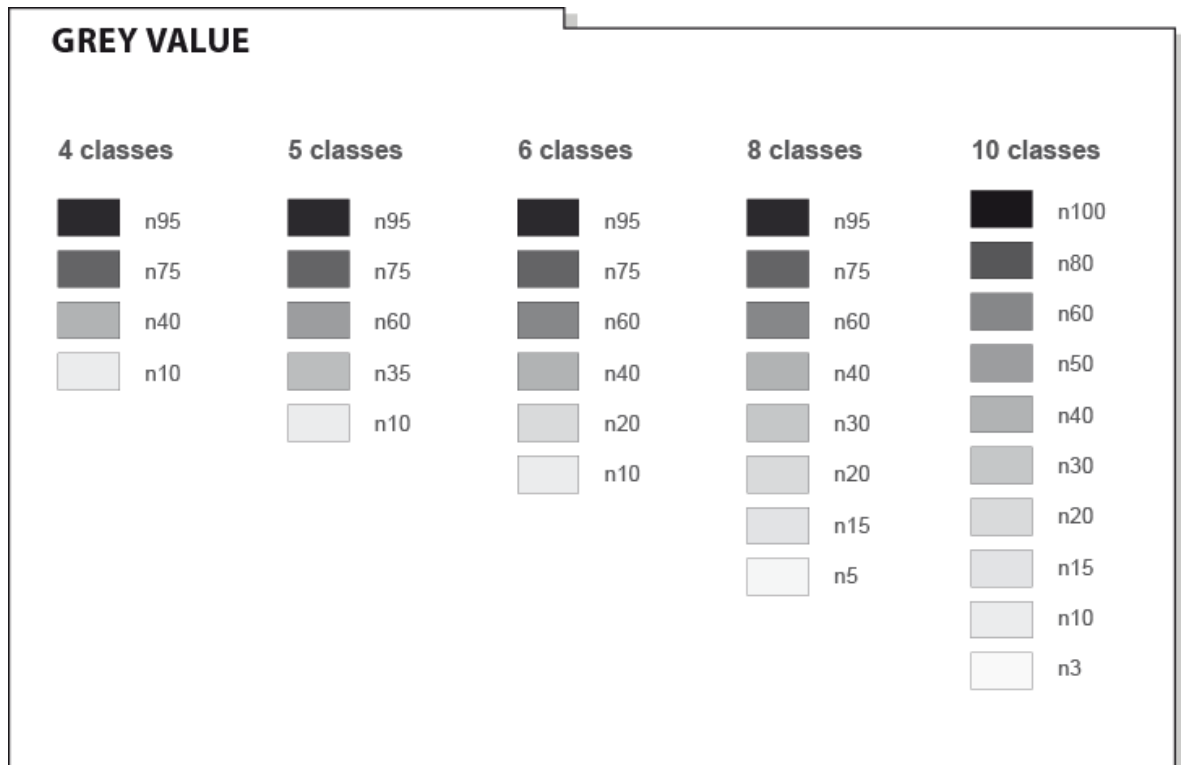 GREY VALUE
4 classes
n95
n75
n40
n10
5 classes
n95
n75
n60
n35
n10
6 classes
n95
n75
n60
n40
n20
n10
8 classes
n95
n75
n60
n40
n30
n20
n15
n5
10 classes
n100
n80
n60
n50
n40
n30
n20
n15
n10
n3